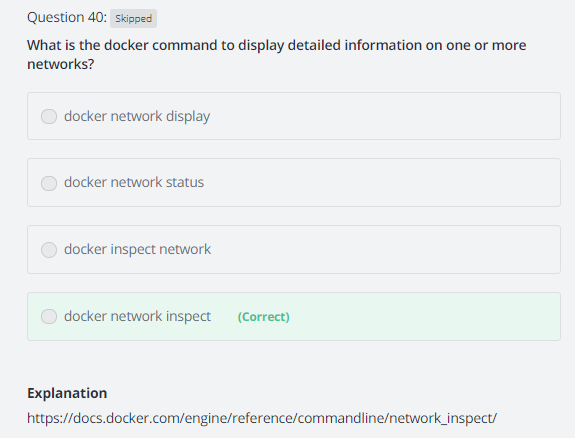 Question 40: Skipped
What is the docker command to display detailed information on one or more
networks?
docker network display
docker network status
docker inspect network
docker network inspect (Correct)
Explanation
https://docs.docker.com/engine/reference/commandline/network_inspect/